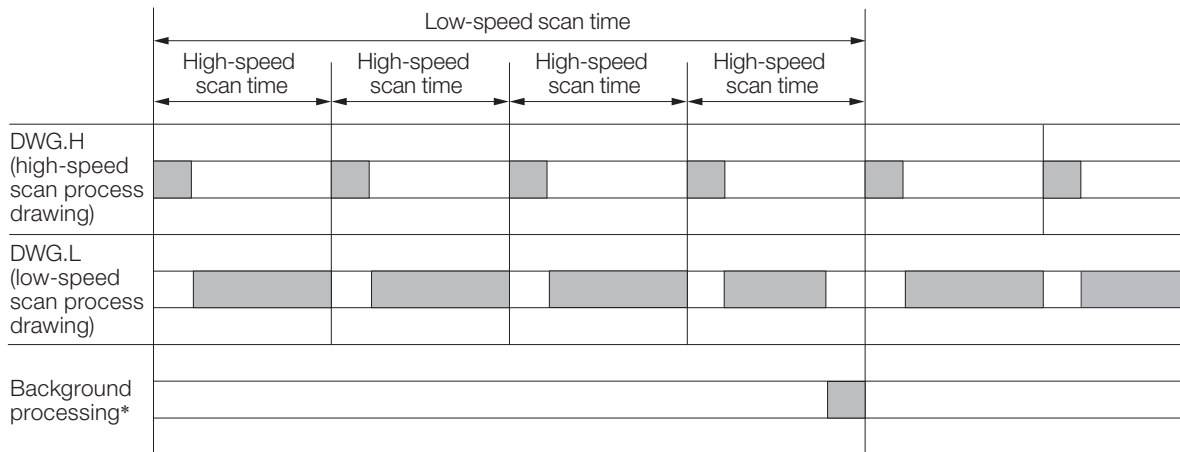 Low-speed scan time
High-speed
scan time
High-speed
scan time
High-speed
scan time
High-speed
scan time
DWG.H
(high-speed
scan process
drawing)
DWG.L
(low-speed
scan process
drawing)
Background
processing*